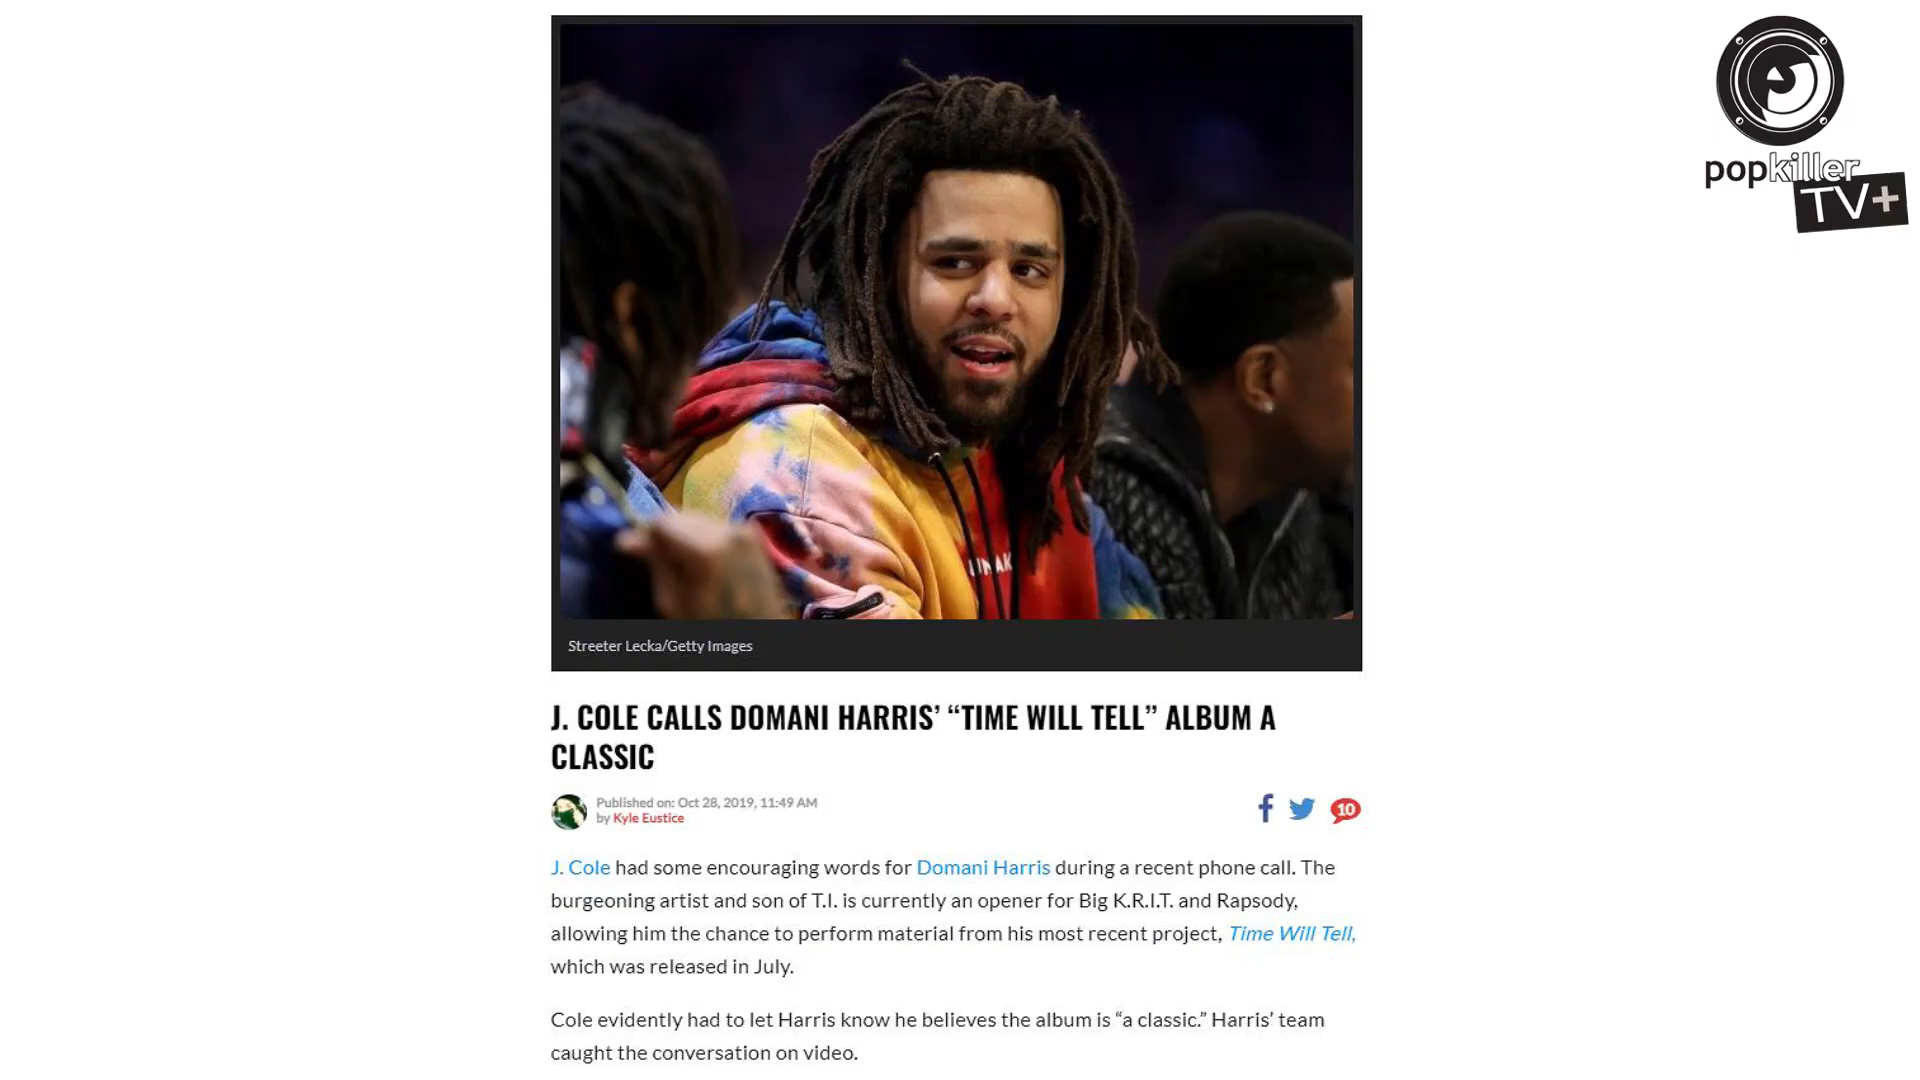 popkiller
TV+
Streeter Lecka/Getty Images
J. COLE CALLS DOMANI HARRIS’ “TIME WILL TELL” ALBUM A
CLASSIC
Published on: Oct 28, 2019, 11:49 AM
by Kyle Eustice
10
J. Cole had some encouraging words for Domani Harris during a recent phone call. The
burgeoning artist and son of T.I. is currently an opener for Big K.R.I.T. and Rapsody,
allowing him the chance to perform material from his most recent project, Time Will Tell,
which was released in July.
Cole evidently had to let Harris know he believes the album is “a classic.” Harris’ team
caught the conversation on video.